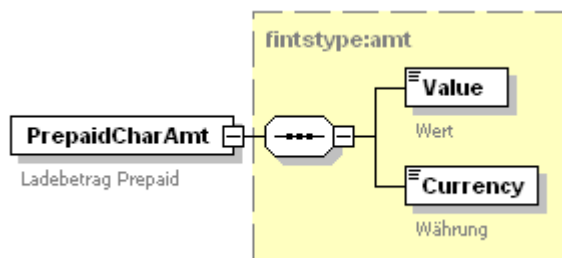 fintstype:amt
Value
Wert
PrepaidCharAmt
Ladebetrag Prepaid
Currency
Währung